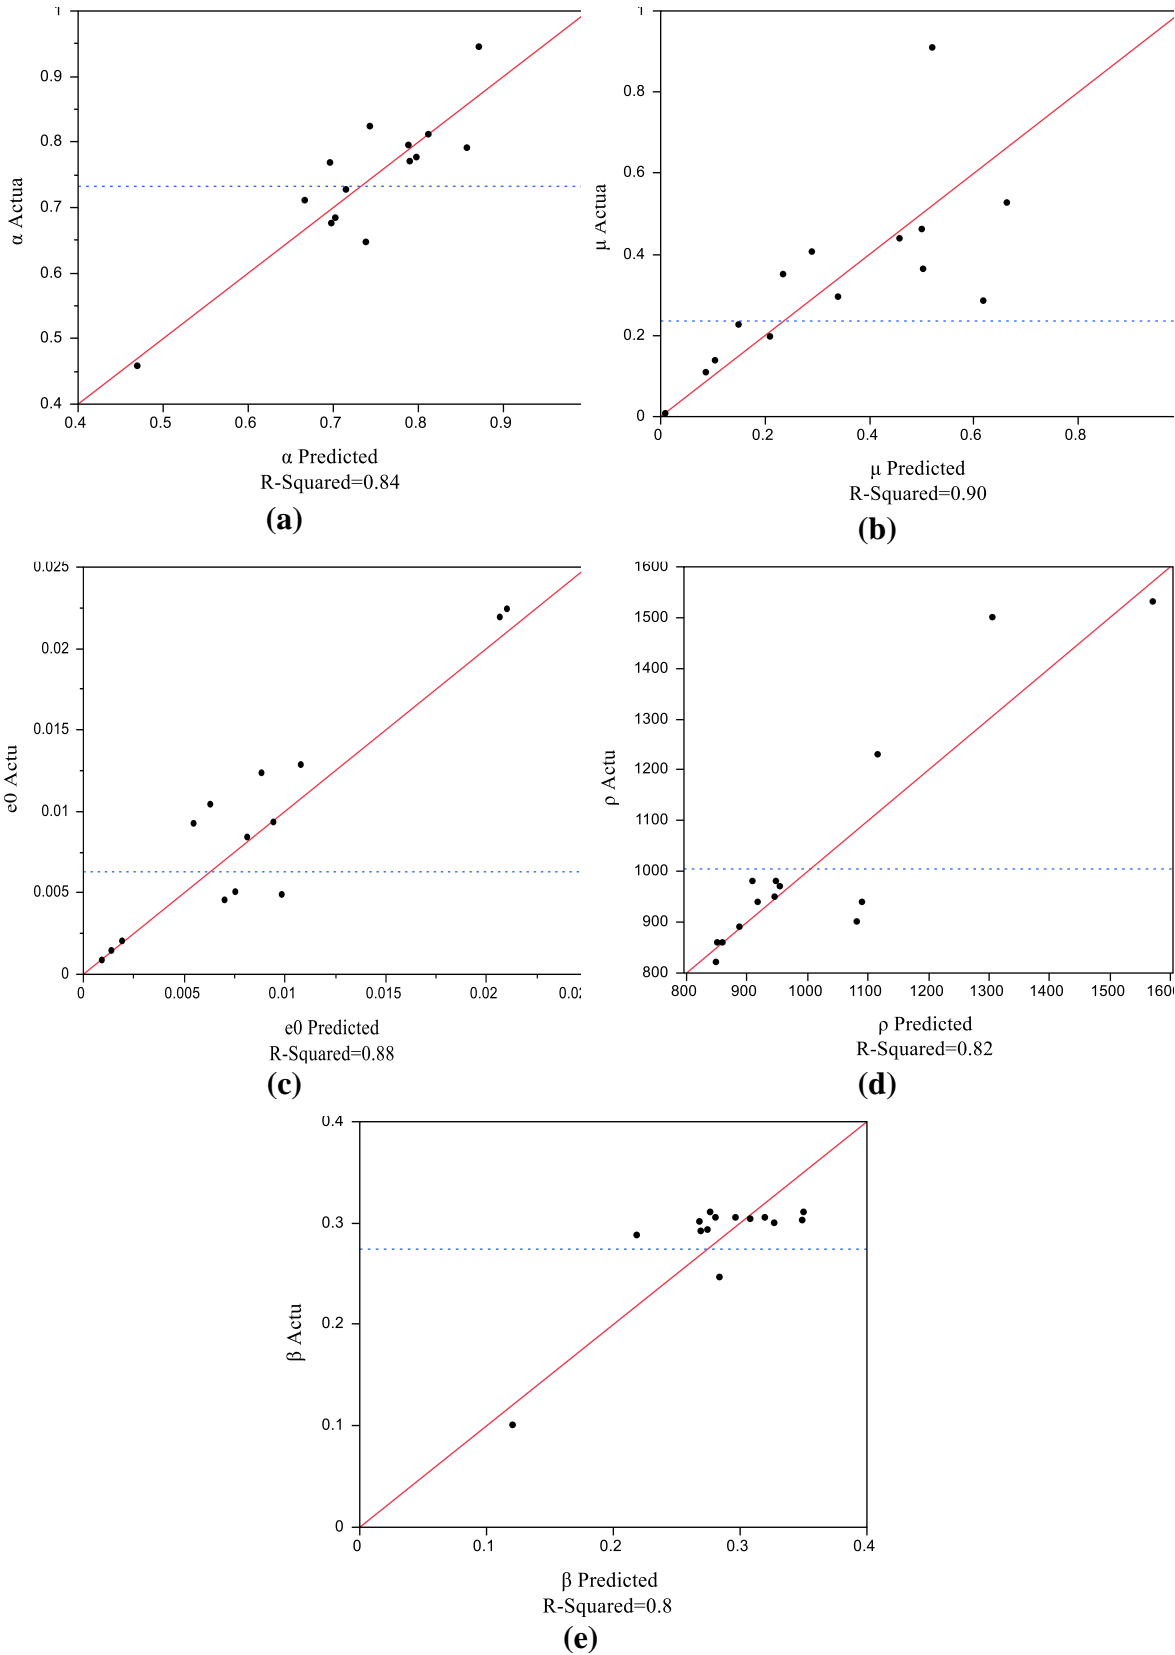 1
0.9
0.8
0.7
0.6
0.5
0.4
α Actua
0.4 0.5 0.6 0.7 0.8 0.9
α Predicted
R-Squared=0.84
(a)
1
0.8
0.6
0.4
0.2
0
μ Actua
0 0.2 0.4 0.6 0.8
μ Predicted
R-Squared=0.90
(b)
0.025
0.02
0.015
0.01
0.005
0
e0 Actu
0 0.005 0.01 0.015 0.02 0.02
e0 Predicted
R-Squared=0.88
(c)
1600
1500
1400
1300
1200
1100
1000
900
800
ρ Actu
800 900 1000 1100 1200 1300 1400 1500 1600
ρ Predicted
R-Squared=0.82
(d)
0.4
0.3
0.2
0.1
0
β Actu
0 0.1 0.2 0.3 0.4
β Predicted
R-Squared=0.8
(e)